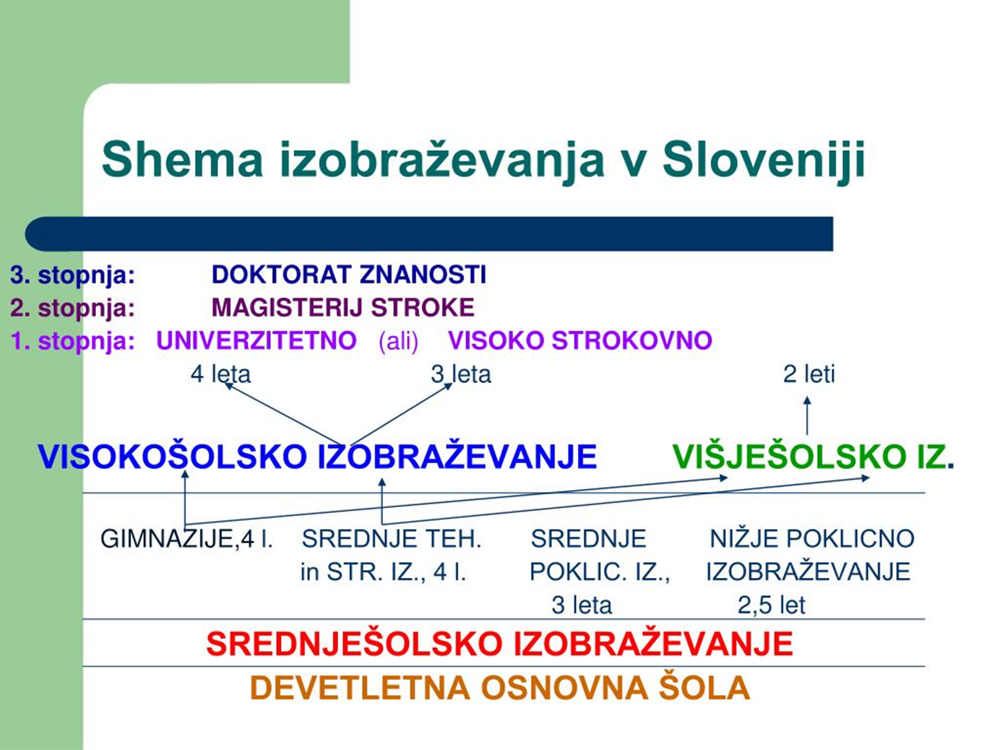 Shema izobraževanja v Sloveniji
3. stopnja: DOKTORAT ZNANOSTI
2. stopnja: MAGISTERIJ STROKE
1. stopnja: UNIVERZITETNO (ali) VISOKO STROKOVNO
4 leta 3 leta 2 leti
VISOKOŠOLSKO IZOBRAŽEVANJE VIŠJEŠOLSKO IZ.
GIMNAZIJE,4 l. SREDNJE TEH. SREDNJE NIŽJE POKLICNO
in STR. IZ., 4 l. POKLIC. IZ., IZOBRAŽEVANJE
3 leta 2,5 let
SREDNJEŠOLSKO IZOBRAŽEVANJE
DEVETLETNA OSNOVNA ŠOLA